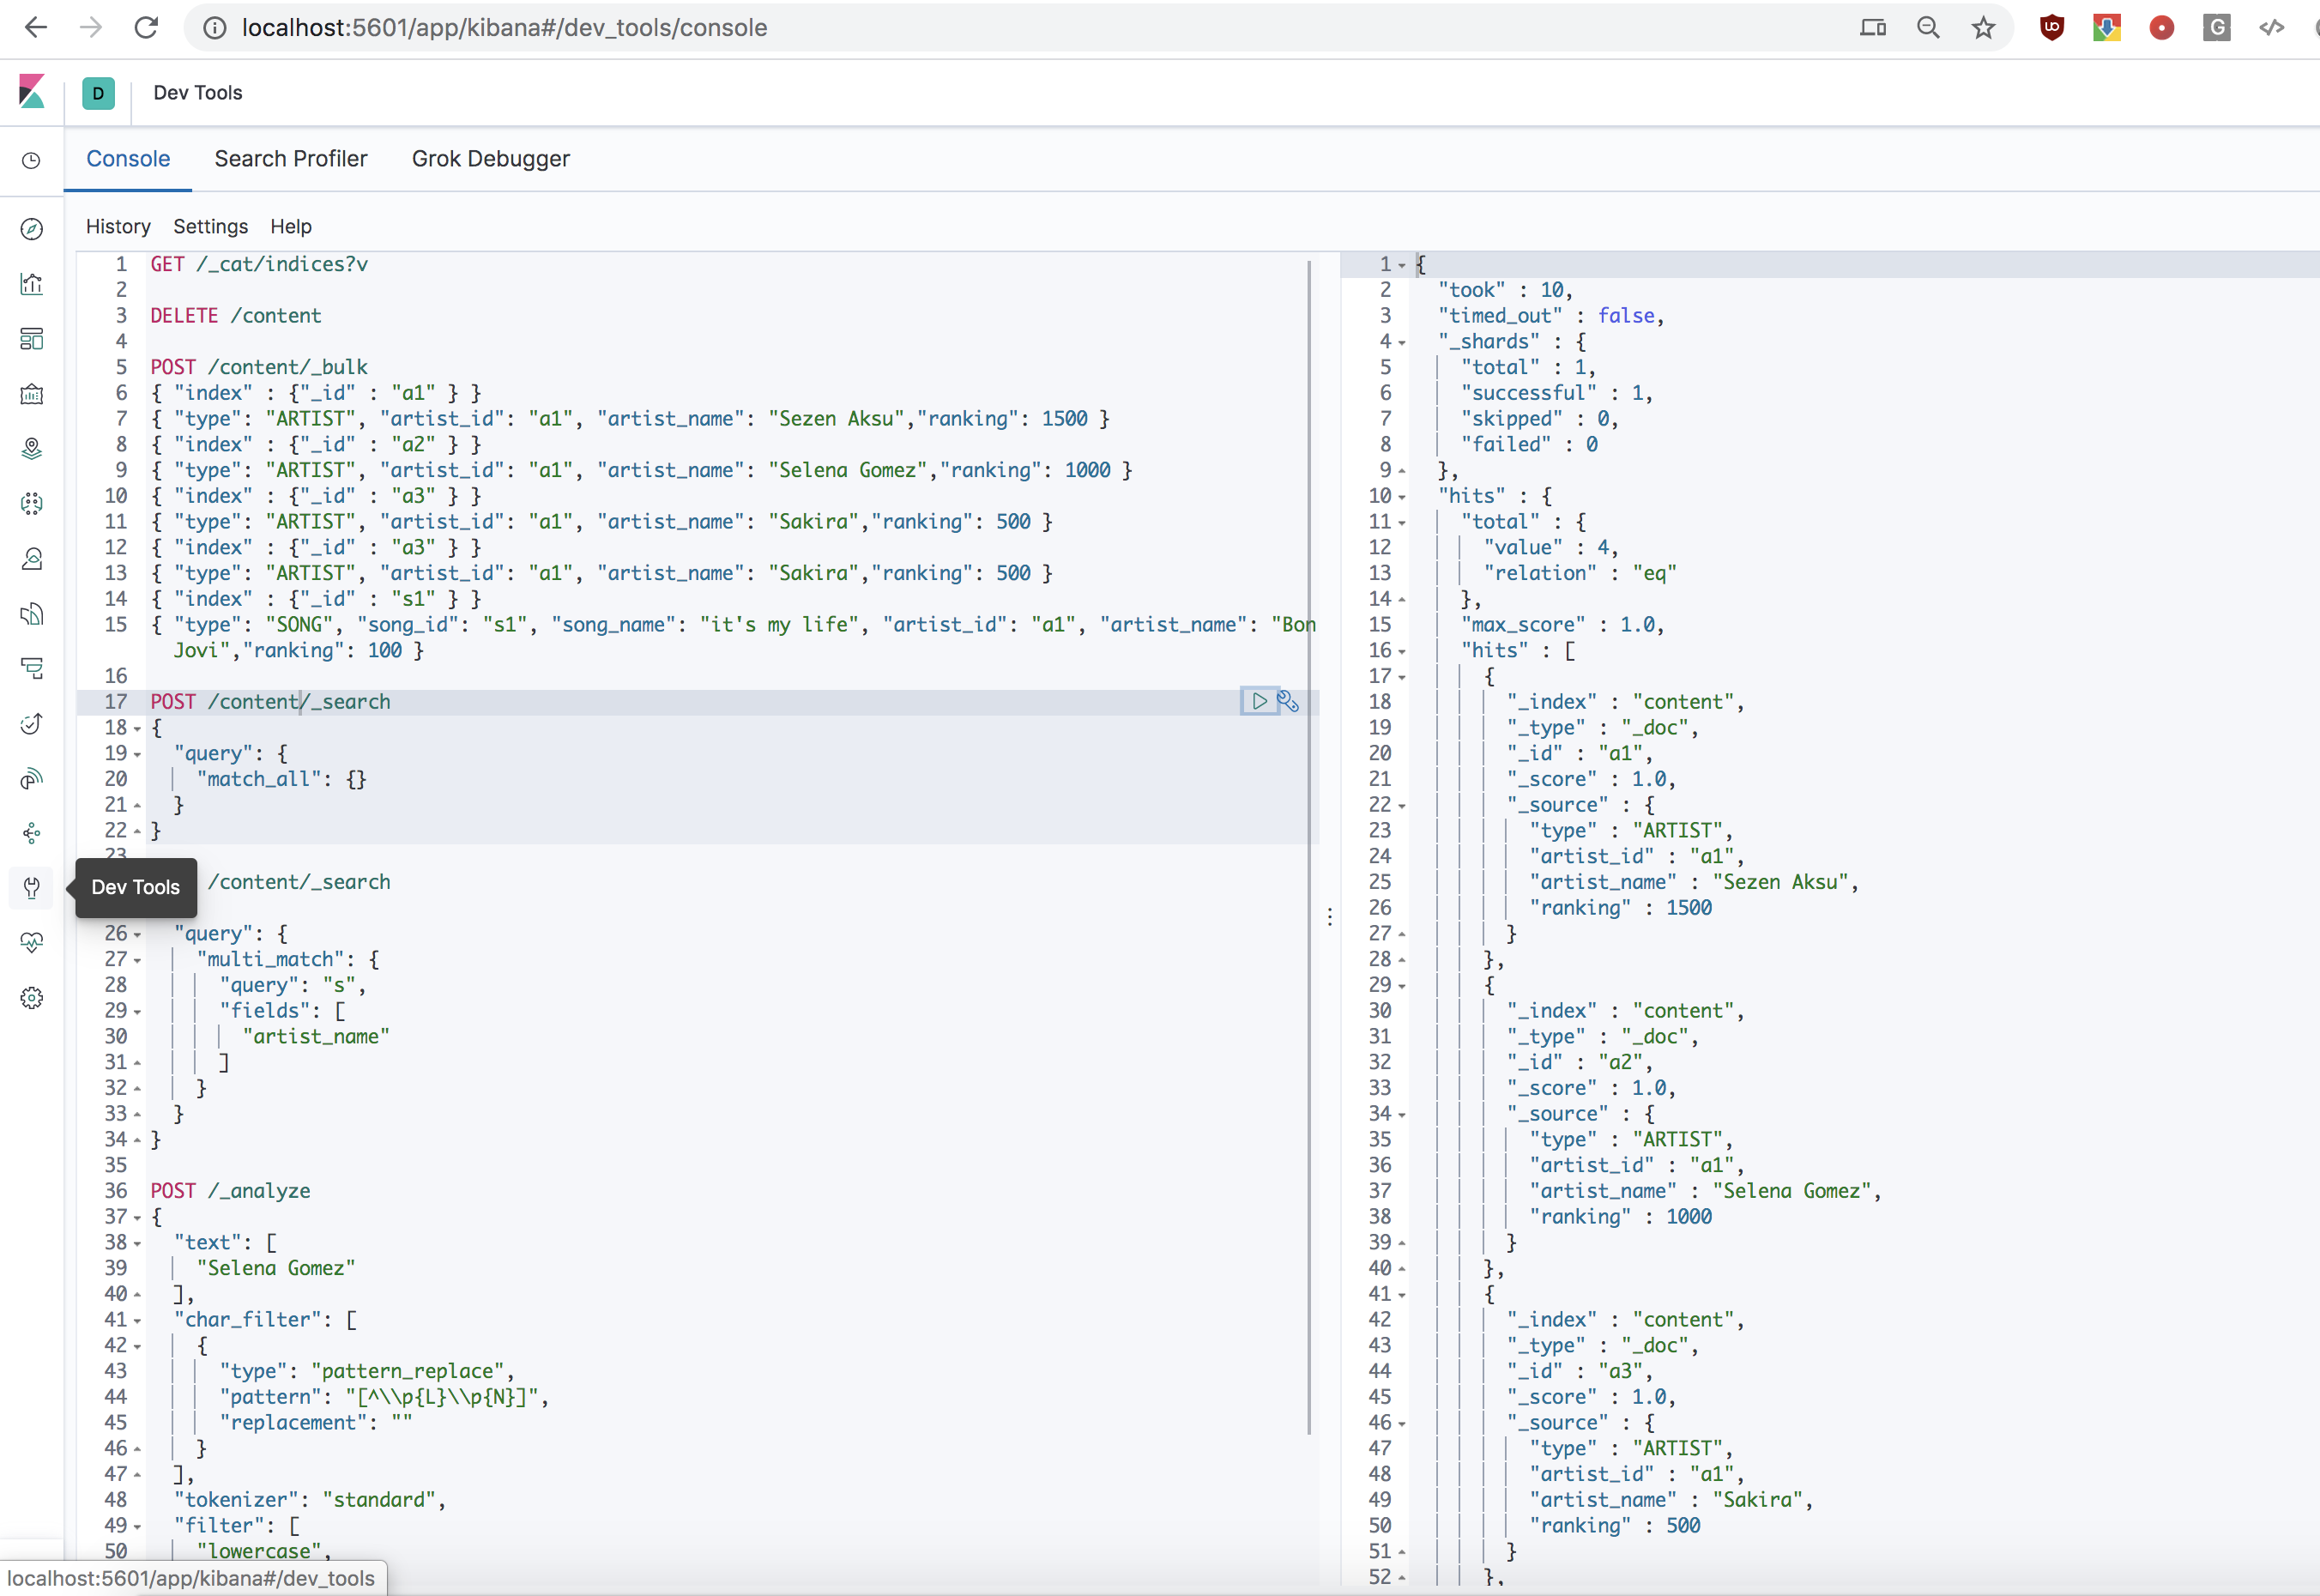 localhost:5601/app/kibana#/dev_tools/console
D
Dev Tools
Console Search Profiler Grok Debugger
History Settings Help
1 GET /_cat/indices?v
2
3 DELETE /content
4
5 POST /content/_bulk
6 { "index" : {"_id" : "a1" } }
7 { "type": "ARTIST", "artist_id": "a1", "artist_name": "Sezen Aksu","ranking": 1500 }
8 { "index" : {"_id" : "a2" } }
9 { "type": "ARTIST", "artist_id": "a1", "artist_name": "Selena Gomez","ranking": 1000 }
10 { "index" : {"_id" : "a3" } }
11 { "type": "ARTIST", "artist_id": "a1", "artist_name": "Sakira","ranking": 500 }
12 { "index" : {"_id" : "a3" } }
13 { "type": "ARTIST", "artist_id": "a1", "artist_name": "Sakira","ranking": 500 }
14 { "index" : {"_id" : "s1" } }
15 { "type": "SONG", "song_id": "s1", "song_name": "it's my life", "artist_id": "a1", "artist_name": "Bon
Jovi","ranking": 100 }
16
17 POST /content/_search
18 {
19 "query": {
20 "match_all": {}
21 }
22 }
23
Dev Tools
/content/_search
26 "query": {
27 "multi_match": {
28 "query": "s",
29 "fields": [
30 "artist_name"
31 ]
32 }
33 }
34 }
35
36 POST /_analyze
37 {
38 "text": [
39 "Selena Gomez"
40 ],
41 "char_filter": [
42 {
43 "type": "pattern_replace",
44 "pattern": "[^\\p{L}\\p{N}]",
45 "replacement": ""
46 }
47 ],
48 "tokenizer": "standard",
49 "filter": [
50 "lowercase",
localhost:5601/app/kibana#/dev_tools
1 {
2 "took" : 10,
3 "timed_out" : false,
4 "_shards" : {
5 "total" : 1,
6 "successful" : 1,
7 "skipped" : 0,
8 "failed" : 0
9 },
10 "hits" : {
11 "total" : {
12 "value" : 4,
13 "relation" : "eq"
14 },
15 "max_score" : 1.0,
16 "hits" : [
17 {
18 "_index" : "content",
19 "_type" : "_doc",
20 "_id" : "a1",
21 "_score" : 1.0,
22 "_source" : {
23 "type" : "ARTIST",
24 "artist_id" : "a1",
25 "artist_name" : "Sezen Aksu",
26 "ranking" : 1500
27 }
28 },
29 {
30 "_index" : "content",
31 "_type" : "_doc",
32 "_id" : "a2",
33 "_score" : 1.0,
34 "_source" : {
35 "type" : "ARTIST",
36 "artist_id" : "a1",
37 "artist_name" : "Selena Gomez",
38 "ranking" : 1000
39 }
40 },
41 {
42 "_index" : "content",
43 "_type" : "_doc",
44 "_id" : "a3",
45 "_score" : 1.0,
46 "_source" : {
47 "type" : "ARTIST",
48 "artist_id" : "a1",
49 "artist_name" : "Sakira",
50 "ranking" : 500
51 }
52 },